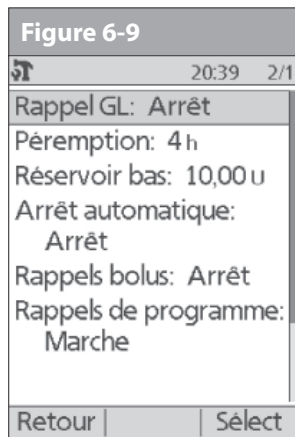 Figure 6-9
20:39 2/1
Rappel GL: Arrêt
Péremption: 4 h
Réservoir bas: 10,00 U
Arrêt automatique:
Arrêt
Rappels bolus: Arrêt
Rappels de programme:
Marche
Retour | | Sélect